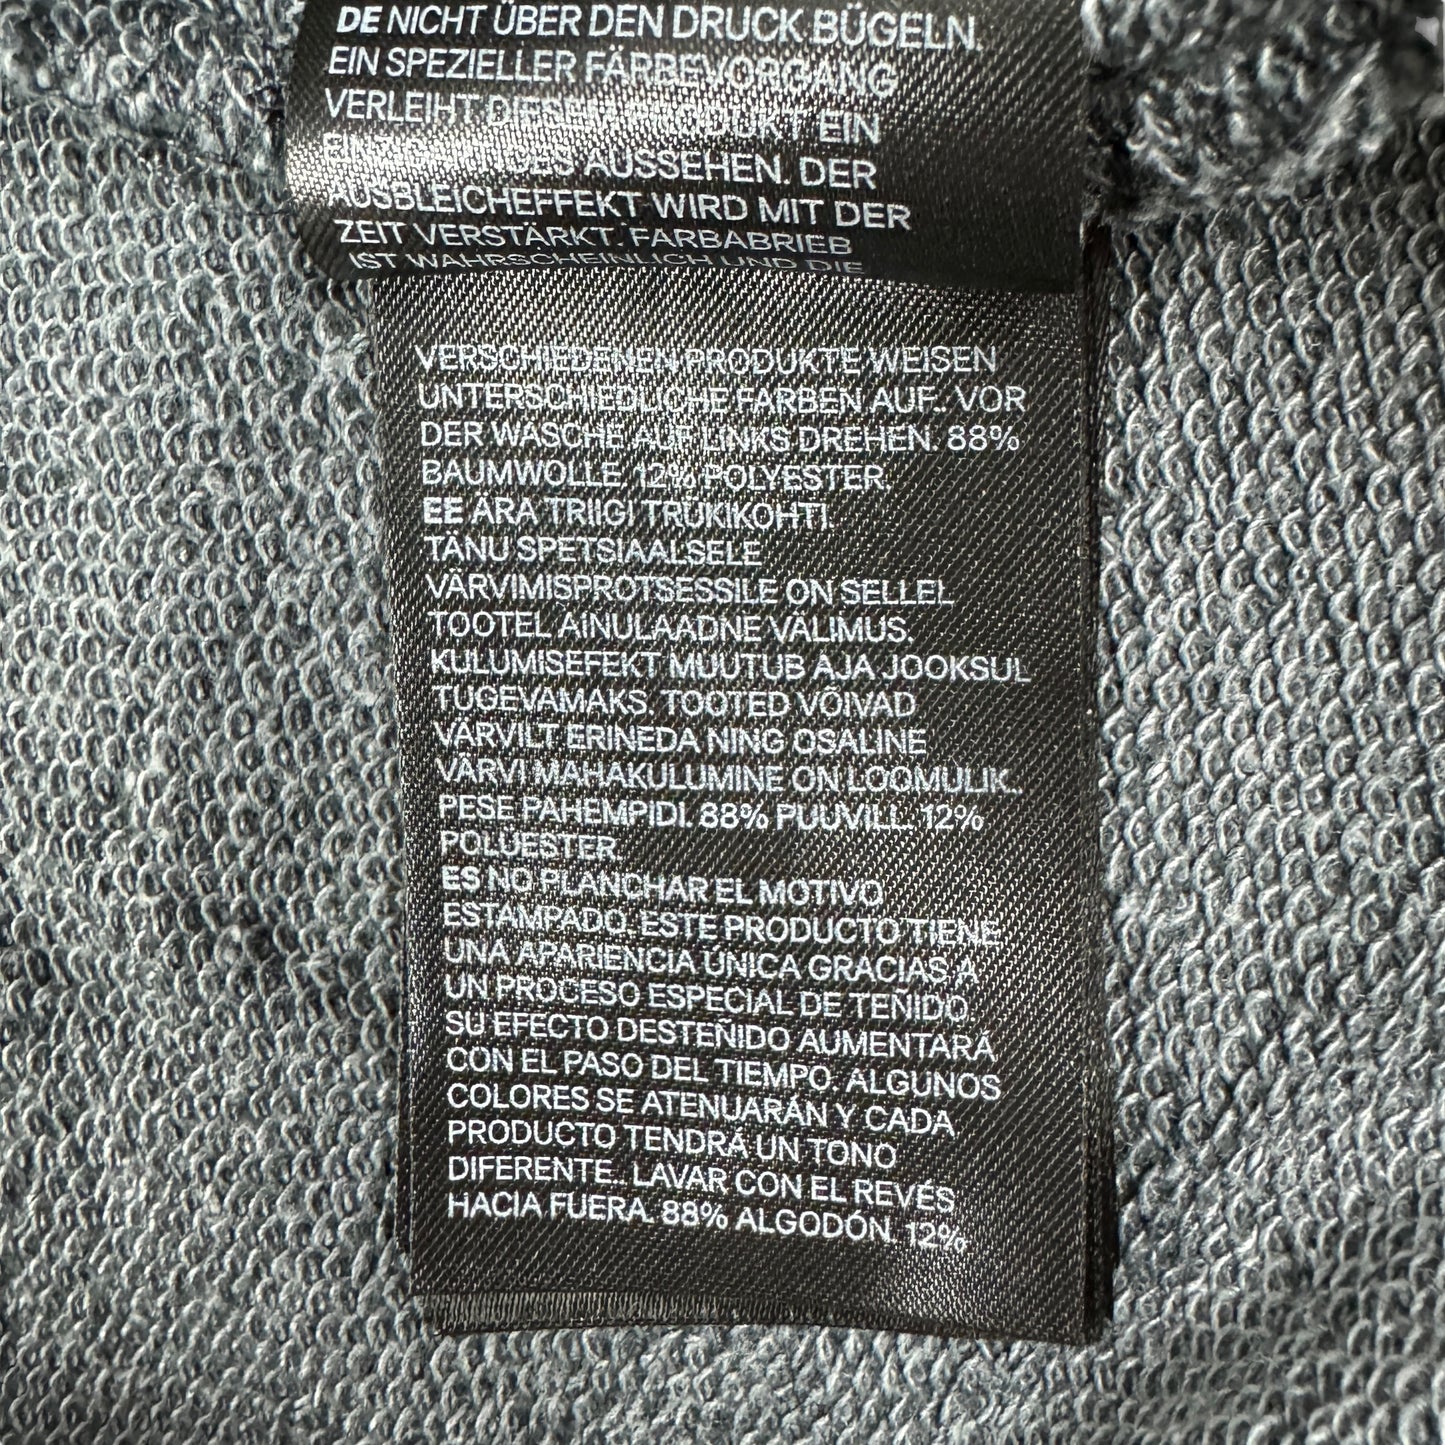 DE NICHT ÜBER DEN DRUCK BÜGELN.
EIN SPEZIELLER FÄRBEVORGANG
VERLEIHT DIESEM PRODUKT EIN
AUSSEHEN. DER
AUSBLEICHEFFEKT WIRD MIT DER
ZEIT VERSTÄRKT. FARBABRIEB
IST WAHRSCHEINLICH UND DIE
VERSCHIEDENEN PRODUKTE WEISEN
UNTERSCHIEDLICHE FARBEN AUF.. VOR
DER WÄSCHE AUF LINKS DREHEN. 88%
BAUMWOLLE. 12% POLYESTER.
EE ÄRA TRIIGI TRÜKIKOHTI.
TÄNU SPETSIAALSELE
VÄRVIMISPROTSESSILE ON SELLEL
TOOTEL AINULAADNE VÄLIMUS.
KULUMISEFEKT MUUTUB AJA JOOKSUL
TUGEVAMAKS. TOOTED VÕIVAD
VÄRVILT ERINEDA NING OSALINE
VÄRVI MAHAKULUMINE ON LOOMULIK..
PESE PAHEMPIDI. 88% PUUVILL. 12%
POLÜESTER.
ES NO PLANCHAR EL MOTIVO
ESTAMPADO. ESTE PRODUCTO TIENE
UNA APARIENCIA ÚNICA GRACIAS A
UN PROCESO ESPECIAL DE TEÑIDO.
SU EFECTO DESTEÑIDO AUMENTARÁ
CON EL PASO DEL TIEMPO. ALGUNOS
COLORES SE ATENUARÁN Y CADA
PRODUCTO TENDRÁ UN TONO
DIFERENTE.. LAVAR CON EL REVÉS
HACIA FUERA. 88% ALGODÓN. 12%